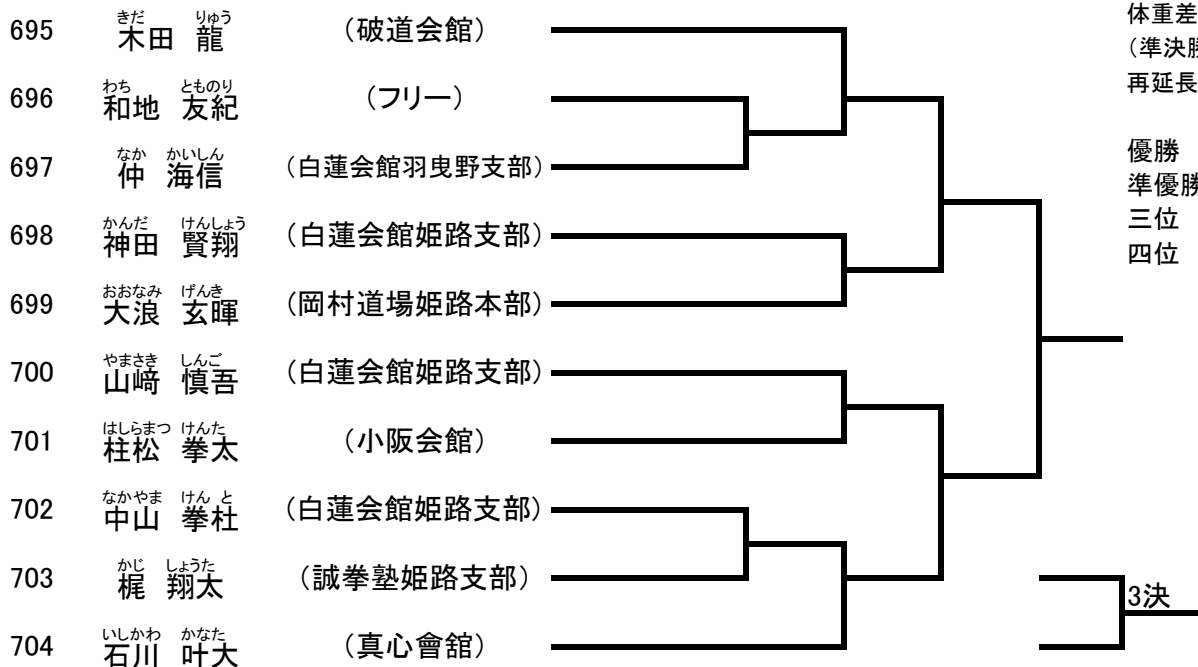 きだ りゅう
695 木田 龍 (破道会館)
わち とものり
696 和地 友紀 (フリー)
なか かいしん
697 仲 海信 (白蓮会館羽曳野支部)
かんだ けんしょう
698 神田 賢翔 (白蓮会館姫路支部)
おおなみ げんき
699 大浪 玄暉 (岡村道場姫路本部)
やまさき しんご
700 山﨑 慎吾 (白蓮会館姫路支部)
はしらまつ けんた
701 柱松 拳太 (小阪会館)
なかやま けん と
702 中山 拳杜 (白蓮会館姫路支部)
かじ しょうた
703 梶 翔太 (誠拳塾姫路支部)
いしかわ かなた
704 石川 叶大 (真心會舘)
体重差
(準決勝
再延長
優勝
準優勝
三位
四位
3決